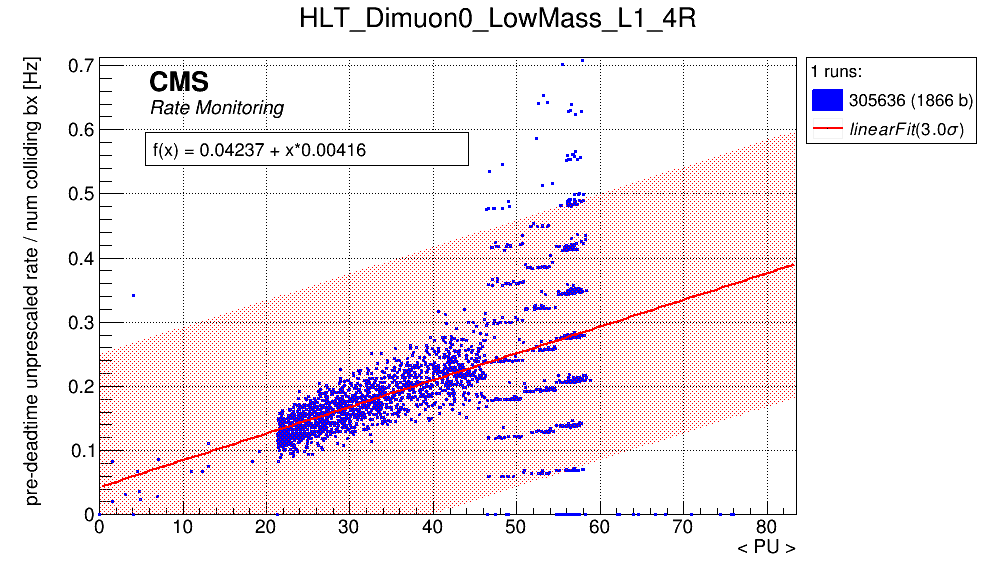 HLT_Dimuon0_LowMass_L1_4R
pre-deadtime unprescaled rate / num colliding bx [Hz]
0.7
0.6
0.5
0.4
0.3
0.2
0.1
0
CMS
Rate Monitoring
f(x) = 0.04237 + x*0.00416
0 10 20 30 40 50 60 70 80
< PU >
1 runs:
305636 (1866 b)
linearFit(3.0σ)